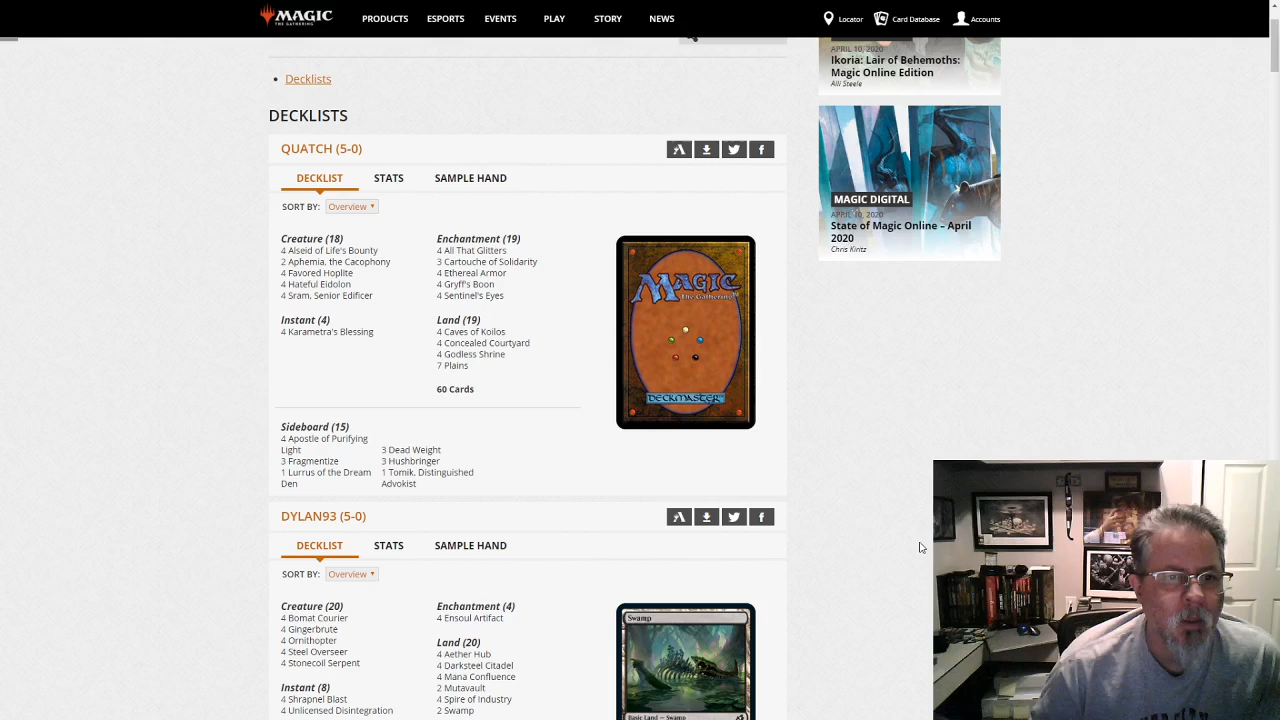 MAGIC
THE GATHERING
PRODUCTS
ESPORTS
EVENTS
PLAY
STORY
NEWS
Locator
Card Database
Accounts
Decklists
DECKLISTS
QUATCH (5-0)
DECKLIST
STATS
SAMPLE HAND
SORT BY: Overview
Creature (18)
4 Alseid of Life's Bounty
2 Aphemia, the Cacophony
4 Favored Hoplite
4 Hateful Eidolon
4 Sram, Senior Edificer
Instant (4)
4 Karametra's Blessing
Enchantment (19)
4 All That Glitters
3 Cartouche of Solidarity
4 Ethereal Armor
4 Gryff's Boon
4 Sentinel's Eyes
Land (19)
4 Caves of Koilos
4 Concealed Courtyard
4 Godless Shrine
7 Plains
60 Cards
Magic
The Gathering
DECKMASTER
Sideboard (15)
4 Apostle of Purifying
Light
3 Fragmentize
1 Lurrus of the Dream
Den
3 Dead Weight
3 Hushbringer
1 Tomik, Distinguished
Advokist
DYLAN93 (5-0)
DECKLIST
STATS
SAMPLE HAND
SORT BY: Overview
Creature (20)
4 Bomat Courier
4 Gingerbrute
4 Ornithopter
4 Steel Overseer
4 Stonecoil Serpent
Instant (8)
4 Shrapnel Blast
4 Unlicensed Disintegration
Enchantment (4)
4 Ensoul Artifact
Land (20)
4 Aether Hub
4 Darksteel Citadel
4 Mana Confluence
2 Mutavault
4 Spire of Industry
2 Swamp
Swamp
Basic Land — Swamp
APRIL 10, 2020
Ikoria: Lair of Behemoths:
Magic Online Edition
Alli Steele
MAGIC DIGITAL
APRIL 10, 2020
State of Magic Online – April
2020
Chris Kiritz